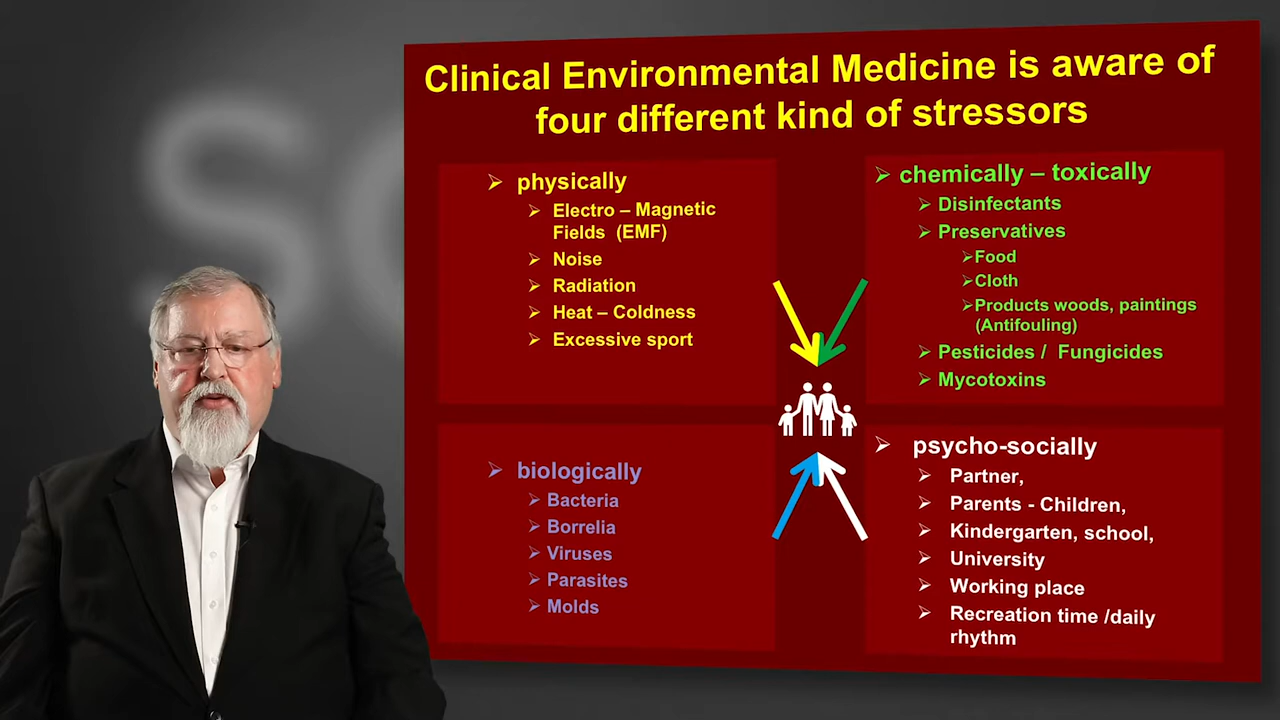 Clinical Environmental Medicine is aware of
four different kind of stressors
physically
Electro – Magnetic
Fields (EMF)
Noise
Radiation
Heat – Coldness
Excessive sport
chemically – toxically
Disinfectants
Preservatives
Food
Cloth
Products woods, paintings
(Antifouling)
Pesticides / Fungicides
Mycotoxins
biologically
Bacteria
Borrelia
Viruses
Parasites
Molds
psycho-socially
Partner,
Parents - Children,
Kindergarten, school,
University
Working place
Recreation time /daily
rhythm